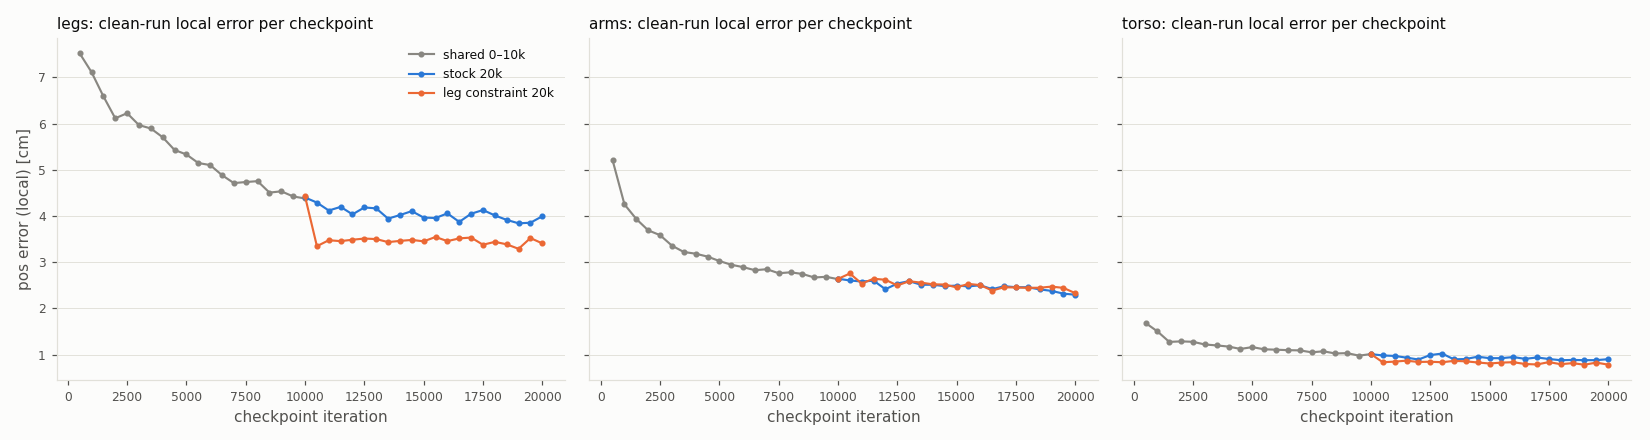 legs: clean-run local error per checkpoint
arms: clean-run local error per checkpoint
torso: clean-run local error per checkpoint
shared 0–10k
stock 20k
leg constraint 20k
pos error (local) [cm]
7
6
5
4
3
2
1
0 2500 5000 7500 10000 12500 15000 17500 20000
0 2500 5000 7500 10000 12500 15000 17500 20000
0 2500 5000 7500 10000 12500 15000 17500 20000
checkpoint iteration
checkpoint iteration
checkpoint iteration